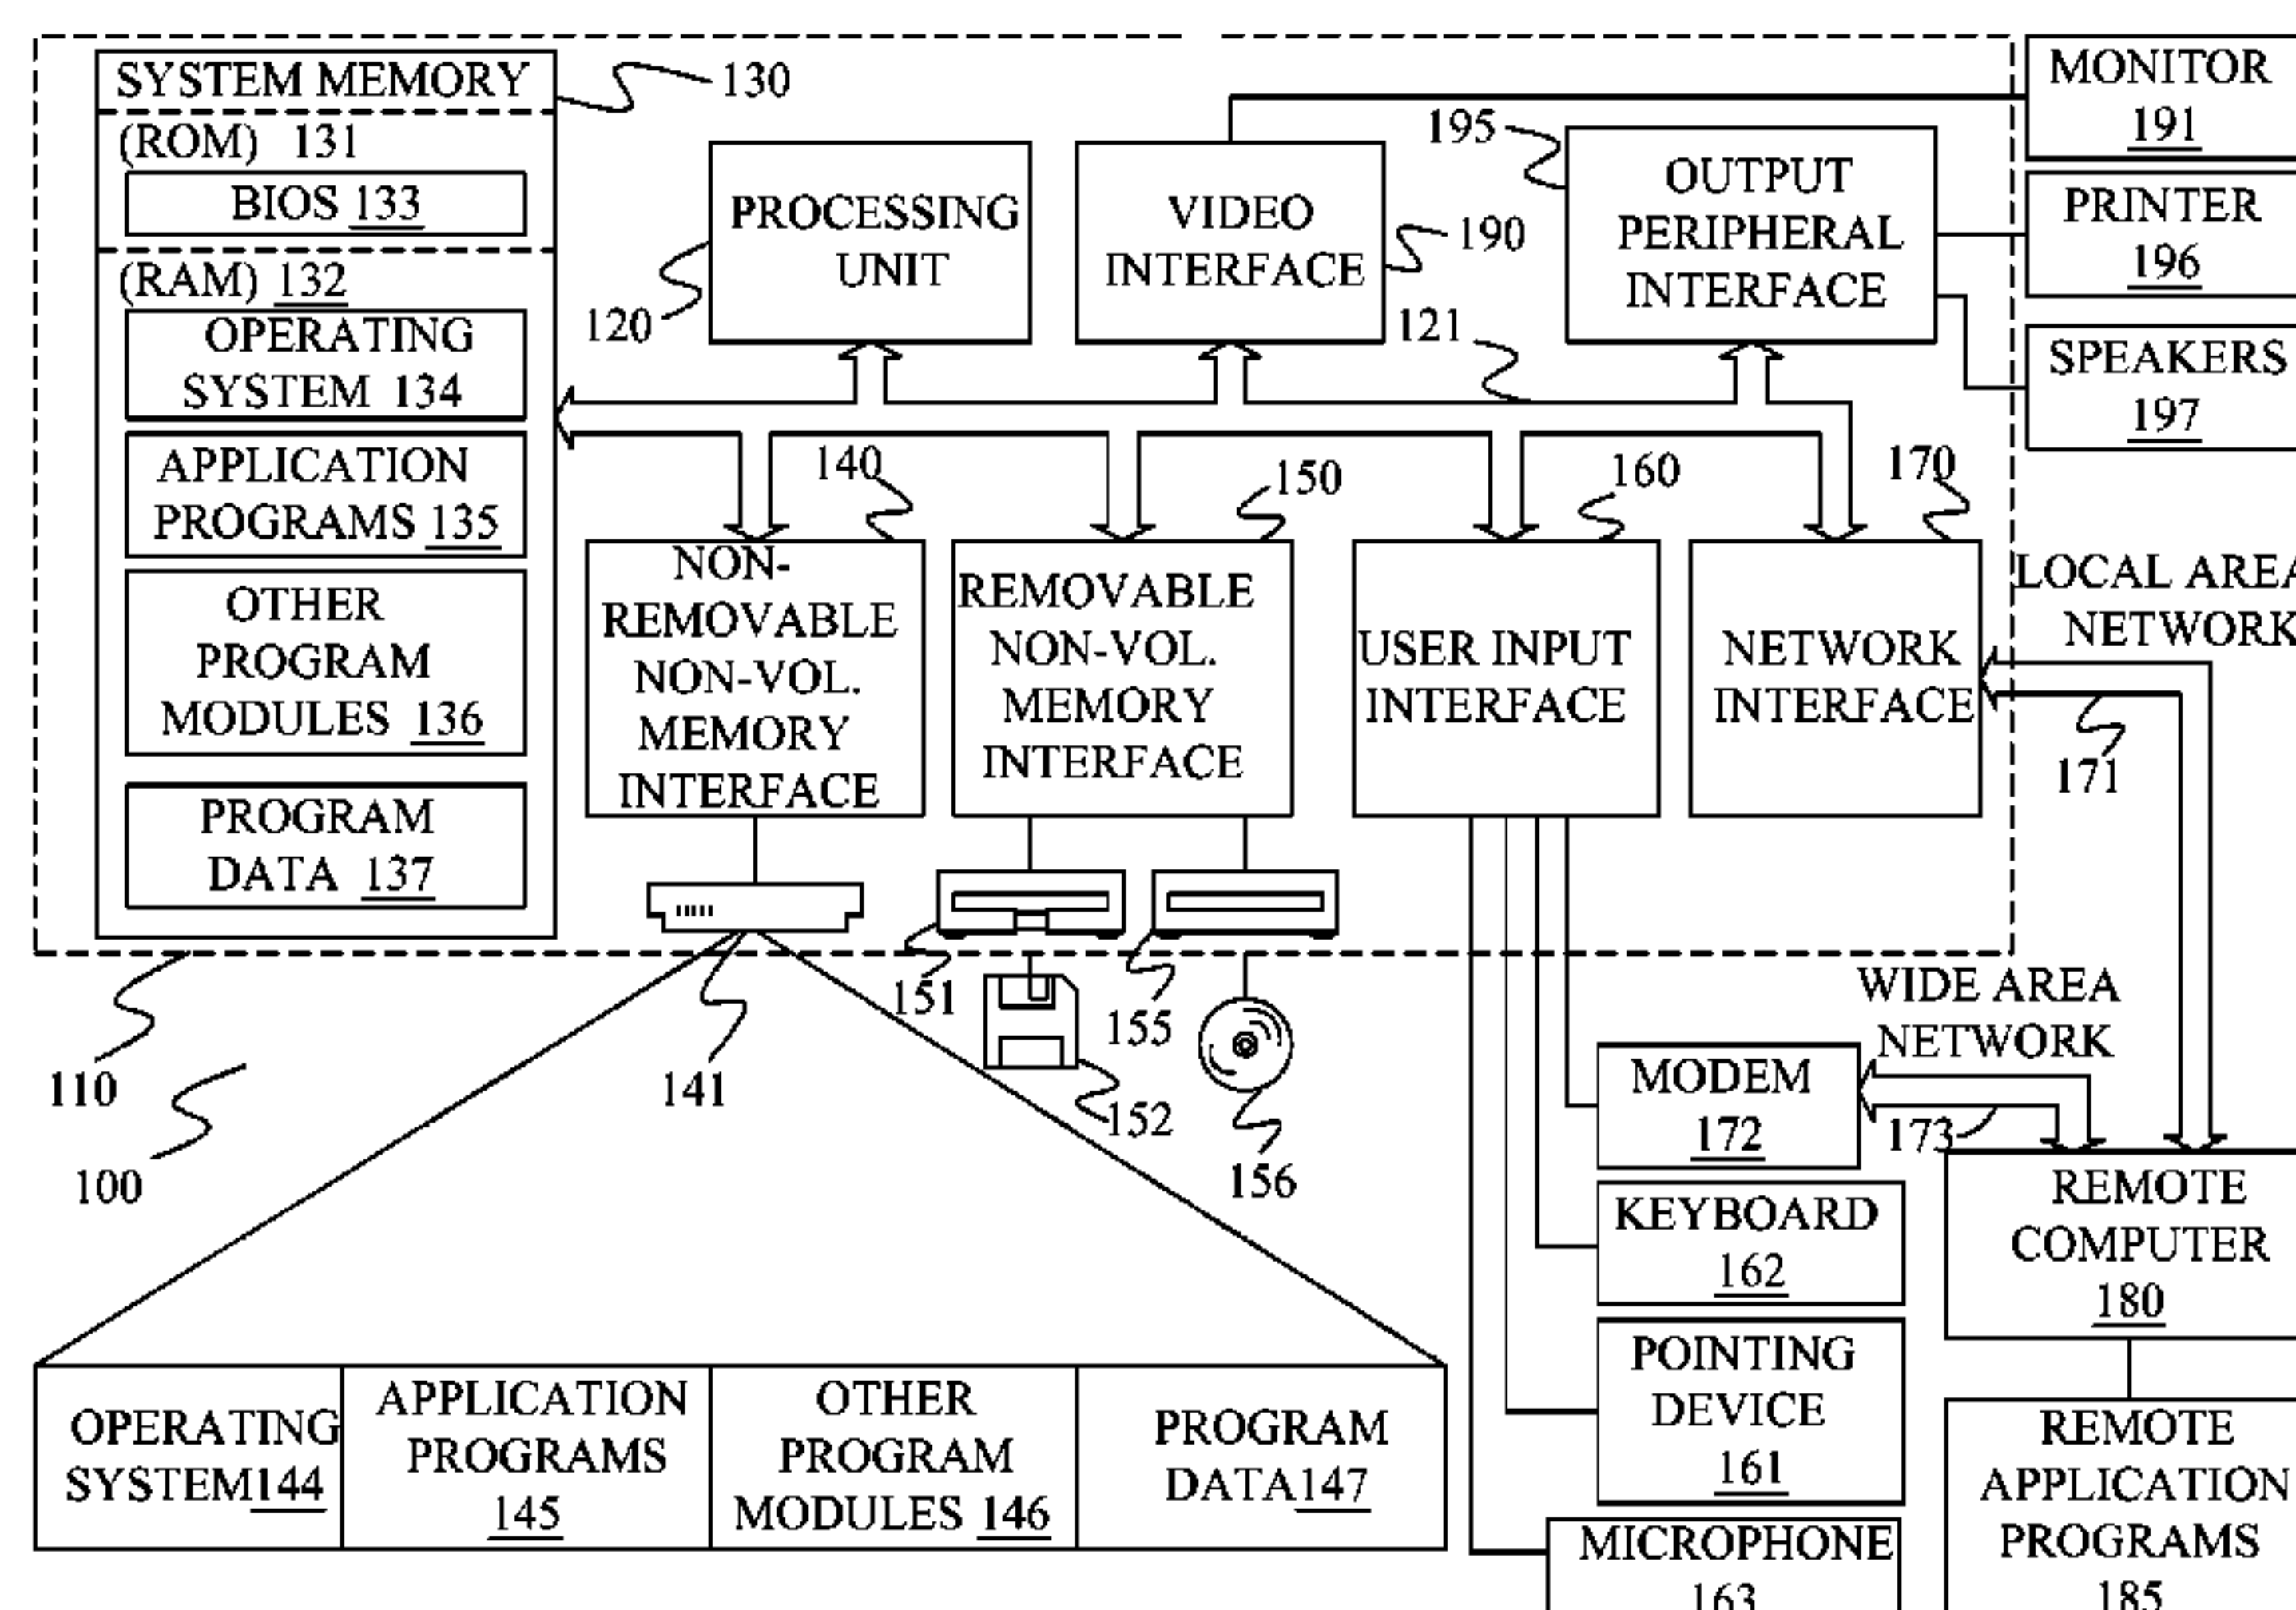 SYSTEM MEMORY
130
(ROM) 131
BIOS 133
(RAM) 132
OPERATING
SYSTEM 134
APPLICATION
PROGRAMS 135
OTHER
PROGRAM
MODULES 136
PROGRAM
DATA 137
PROCESSING
UNIT
120
VIDEO
INTERFACE
190
121
195
OUTPUT
PERIPHERAL
INTERFACE
MONITOR
191
PRINTER
196
SPEAKERS
197
140
NON-
REMOVABLE
NON-VOL.
MEMORY
INTERFACE
150
REMOVABLE
NON-VOL.
MEMORY
INTERFACE
160
USER INPUT
INTERFACE
170
NETWORK
INTERFACE
LOCAL AREA
NETWORK
171
110
100
141
151
152
155
156
WIDE AREA
NETWORK
173
MODEM
172
KEYBOARD
162
POINTING
DEVICE
161
MICROPHONE
163
REMOTE
COMPUTER
180
REMOTE
APPLICATION
PROGRAMS
185
OPERATING
SYSTEM144
APPLICATION
PROGRAMS
145
OTHER
PROGRAM
MODULES 146
PROGRAM
DATA147